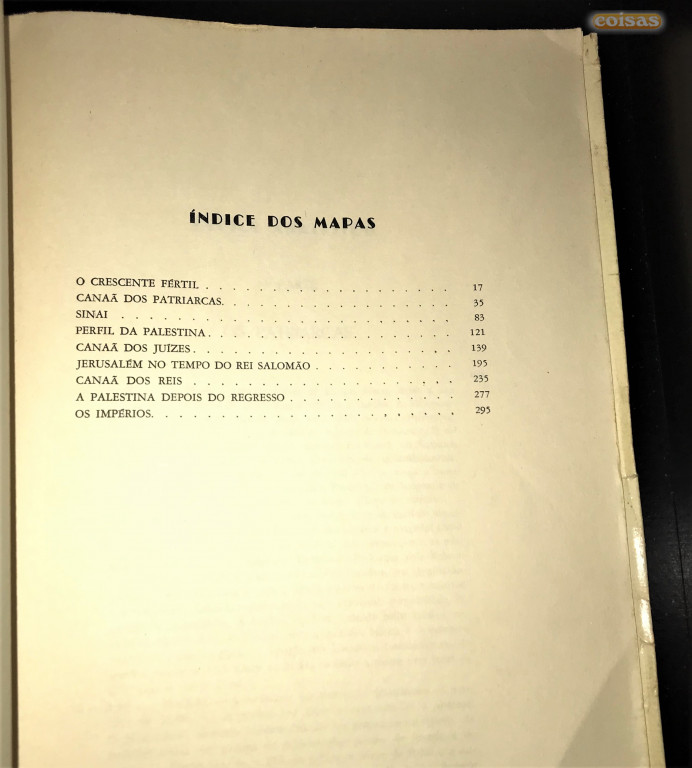 coisas
ÍNDICE DOS MAPAS
O CRESCENTE FÉRTIL . . . . . . . . . . . . . . . . . . . 17
CANAÃ DOS PATRIARCAS. . . . . . . . . . . . . . . . . . 35
SINAI . . . . . . . . . . . . . . . . . . . . . . . . . . 83
PERFIL DA PALESTINA . . . . . . . . . . . . . . . . . . . 121
CANAÃ DOS JUÍZES . . . . . . . . . . . . . . . . . . . . 139
JERUSALÉM NO TEMPO DO REI SALOMÃO . . . . . . . . . . . 195
CANAÃ DOS REIS . . . . . . . . . . . . . . . . . . . . 235
A PALESTINA DEPOIS DO REGRESSO . . . . . . . . . . . . . 277
OS IMPÉRIOS. . . . . . . . . . . . . . . . . . . . . . . 295